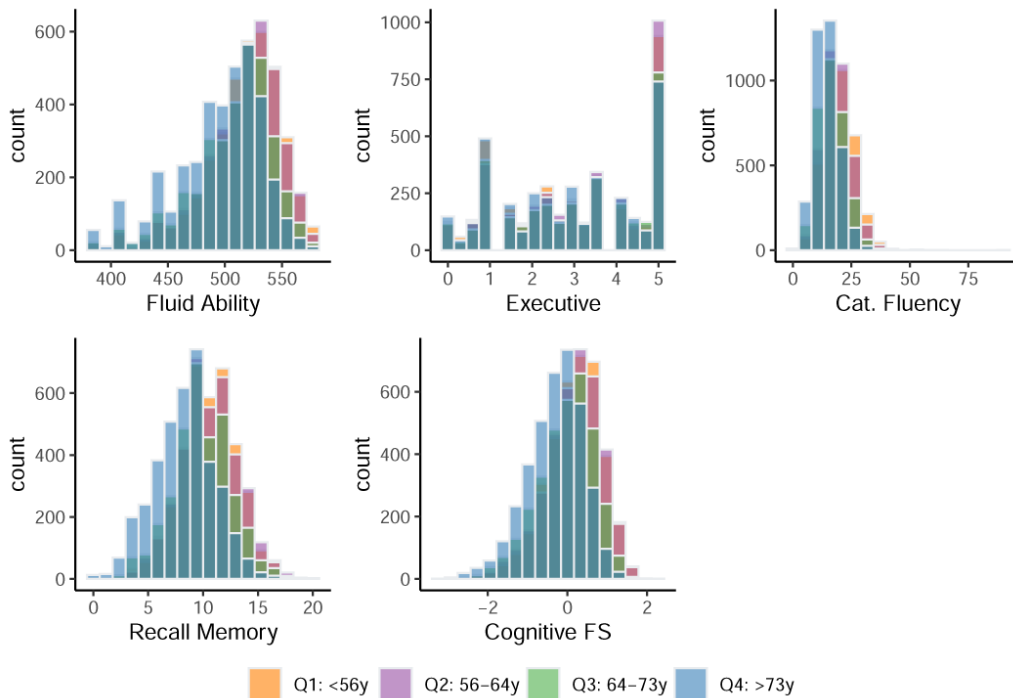 600
400
200
0
count
400 450 500 550
Fluid Ability
1000
750
500
250
0
count
0 1 2 3 4 5
Executive
1000
500
0
count
0 25 50 75
Cat. Fluency
600
400
200
0
count
0 5 10 15 20
Recall Memory
600
400
200
0
count
−2 0 2
Cognitive FS
Q1: <56y Q2: 56−64y Q3: 64−73y Q4: >73y